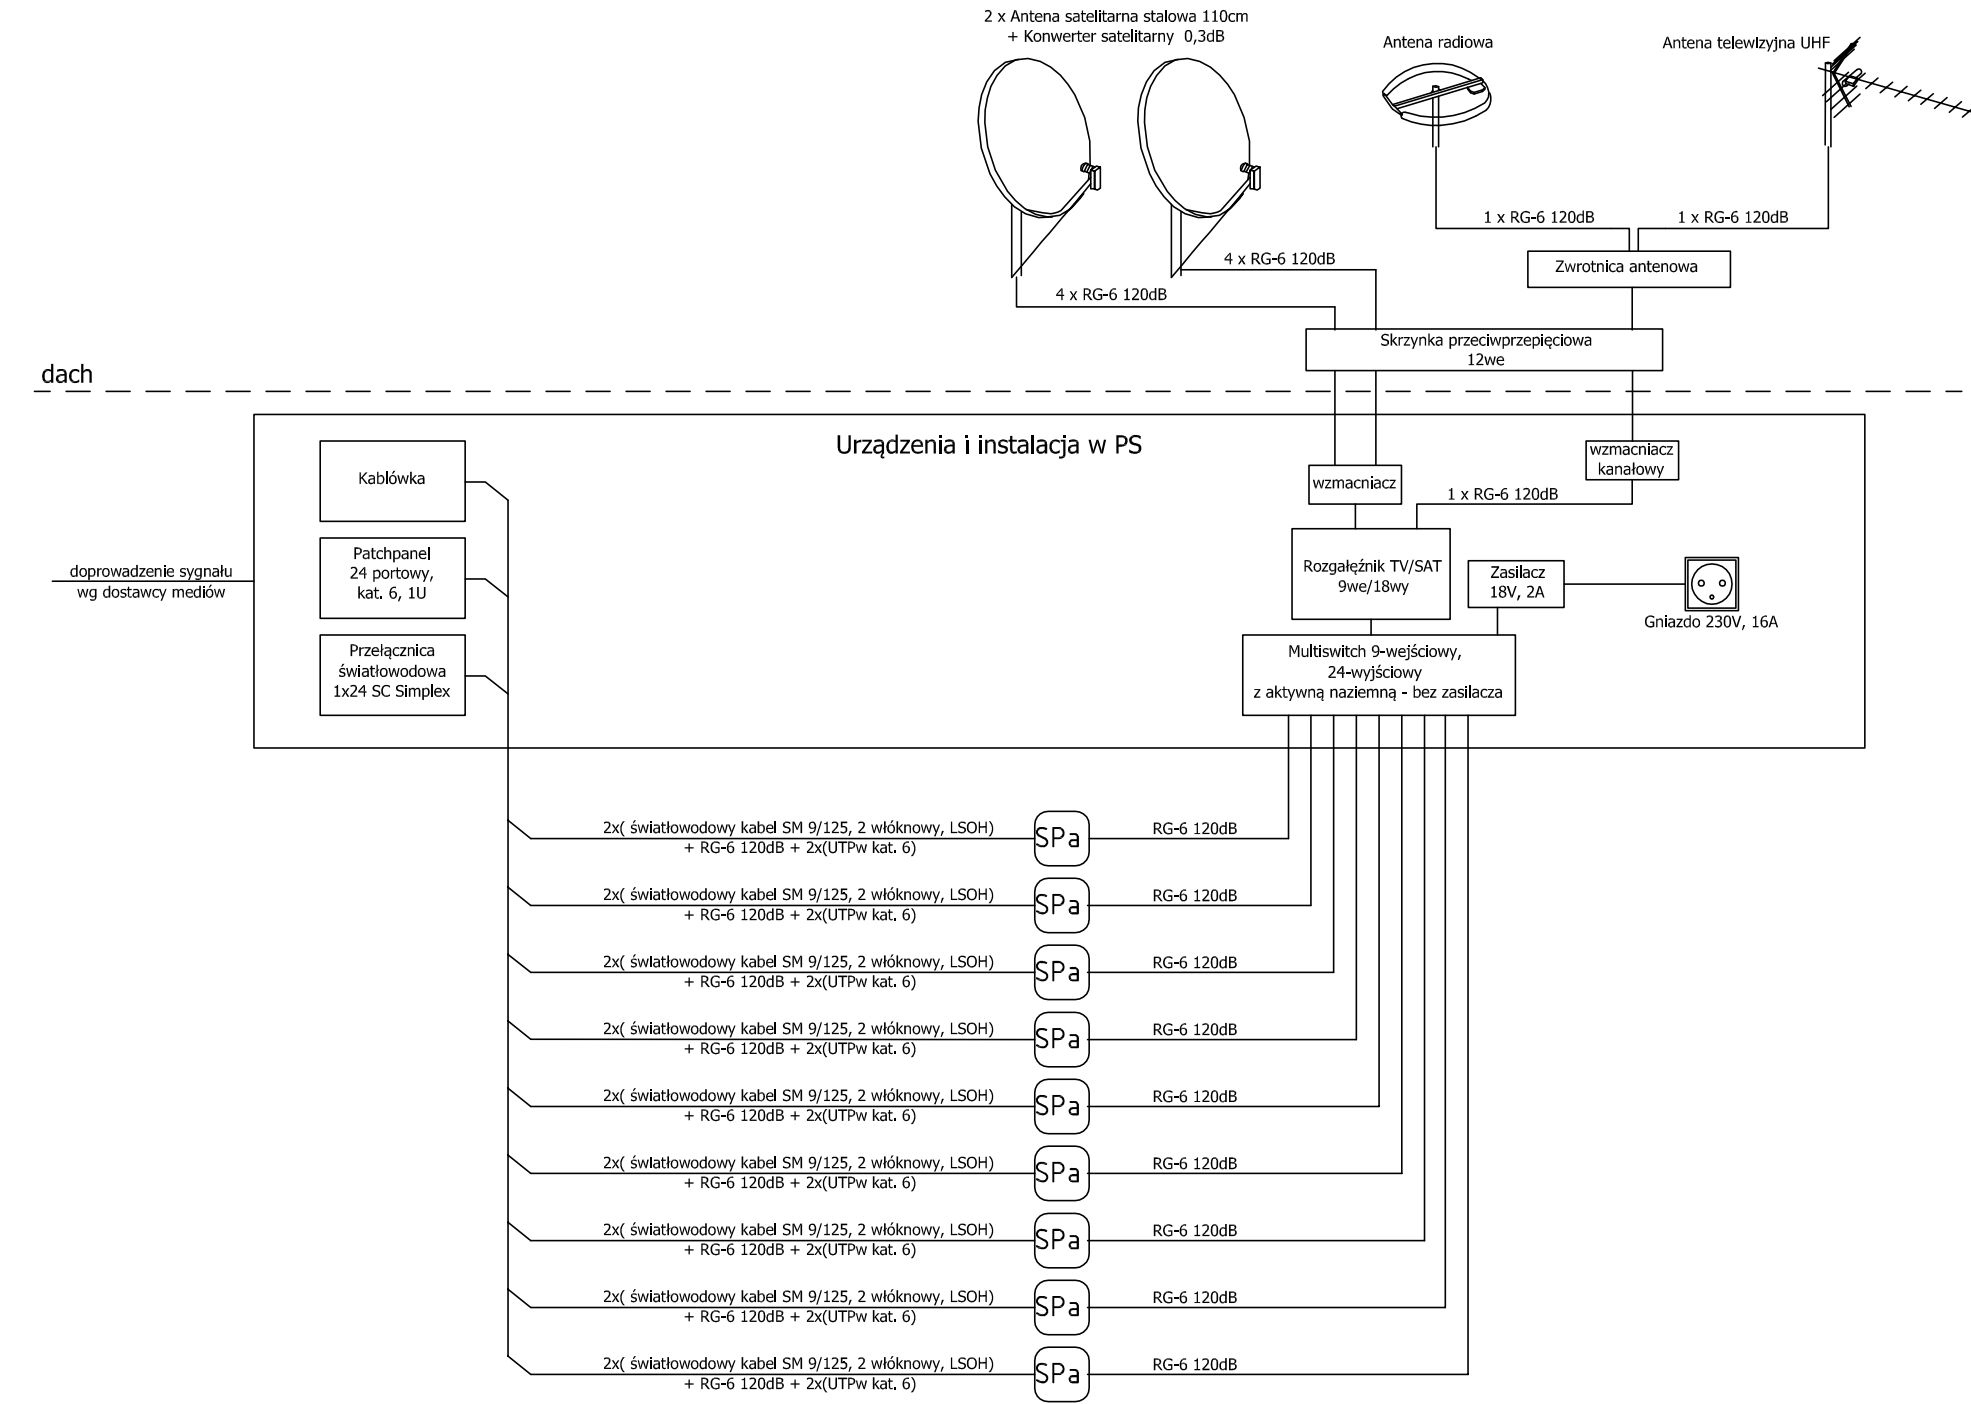 2 x Antena satelitarna stalowa 110cm
+ Konwerter satelitarny 0,3dB
Antena radiowa
Antena telewizyjna UHF
1 x RG-6 120dB
1 x RG-6 120dB
4 x RG-6 120dB
Zwrotnica antenowa
4 x RG-6 120dB
Skrzynka przeciwprzepięciowa
12we
dach
Urządzenia i instalacja w PS
Kablówka
wzmacniacz
kanałowy
wzmacniacz
1 x RG-6 120dB
Patchpanel
24 portowy,
kat. 6, 1U
doprowadzenie sygnału
wg dostawcy mediów
Rozgałęźnik TV/SAT
9we/18wy
Zasilacz
18V, 2A
Gniazdo 230V, 16A
Przełącznica
światłowodowa
1x24 SC Simplex
Multiswitch 9-wejściowy,
24-wyjściowy
z aktywną naziemną - bez zasilacza
2x( światłowodowy kabel SM 9/125, 2 włóknowy, LSOH)
+ RG-6 120dB + 2x(UTPw kat. 6)
SPa
RG-6 120dB
2x( światłowodowy kabel SM 9/125, 2 włóknowy, LSOH)
+ RG-6 120dB + 2x(UTPw kat. 6)
SPa
RG-6 120dB
2x( światłowodowy kabel SM 9/125, 2 włóknowy, LSOH)
+ RG-6 120dB + 2x(UTPw kat. 6)
SPa
RG-6 120dB
2x( światłowodowy kabel SM 9/125, 2 włóknowy, LSOH)
+ RG-6 120dB + 2x(UTPw kat. 6)
SPa
RG-6 120dB
2x( światłowodowy kabel SM 9/125, 2 włóknowy, LSOH)
+ RG-6 120dB + 2x(UTPw kat. 6)
SPa
RG-6 120dB
2x( światłowodowy kabel SM 9/125, 2 włóknowy, LSOH)
+ RG-6 120dB + 2x(UTPw kat. 6)
SPa
RG-6 120dB
2x( światłowodowy kabel SM 9/125, 2 włóknowy, LSOH)
+ RG-6 120dB + 2x(UTPw kat. 6)
SPa
RG-6 120dB
2x( światłowodowy kabel SM 9/125, 2 włóknowy, LSOH)
+ RG-6 120dB + 2x(UTPw kat. 6)
SPa
RG-6 120dB
2x( światłowodowy kabel SM 9/125, 2 włóknowy, LSOH)
+ RG-6 120dB + 2x(UTPw kat. 6)
SPa
RG-6 120dB